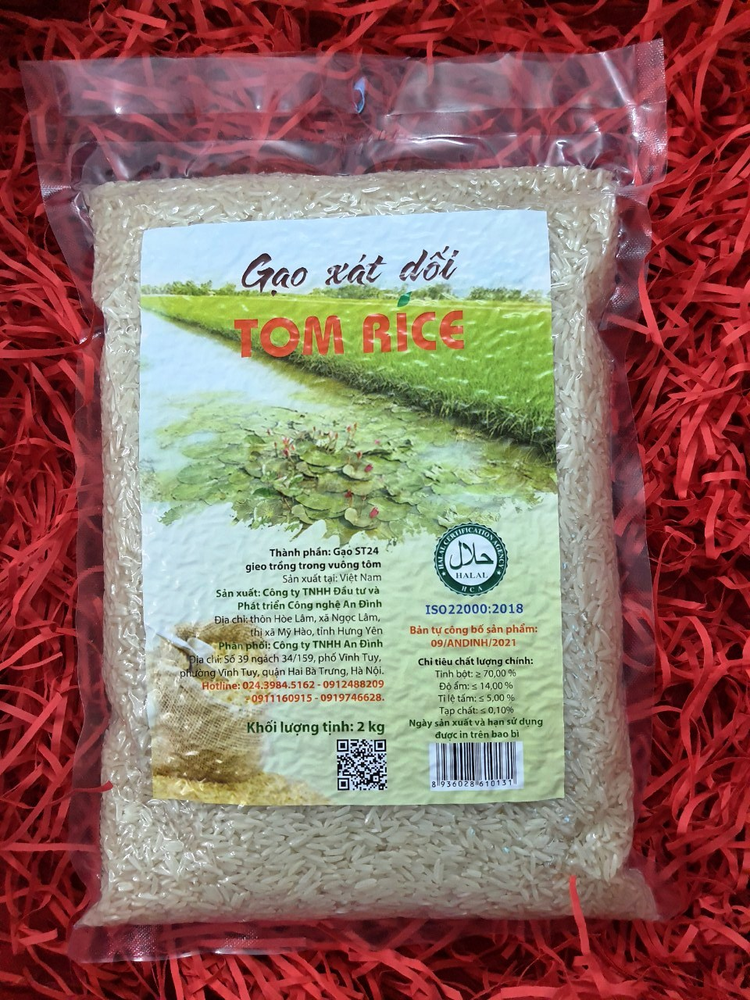 Gạo xát dối
TOM RICE
Thành phần: Gạo ST24
gieo trồng trong vuông tôm
Sản xuất tại: Việt Nam
Sản xuất: Công ty TNHH Đầu tư và
Phát triển Công nghệ An Đình
Địa chỉ: thôn Hòe Lâm, xã Ngọc Lâm,
thị xã Mỹ Hào, tỉnh Hưng Yên
Phân phối: Công ty TNHH An Đình
Địa chỉ: Số 39 ngách 34/159, phố Vĩnh Tuy,
phường Vĩnh Tuy, quận Hai Bà Trưng, Hà Nội.
Hotline: 024.3984.5162 - 0912488209
- 0911160915 - 0919746628.
Khối lượng tịnh: 2 kg
HALAL CERTIFICATION AGENCY
حلال
HALAL
HCA
ISO22000:2018
Bản tự công bố sản phẩm:
09/ANDINH/2021
Chỉ tiêu chất lượng chính:
Tinh bột: ≥ 70,00 %
Độ ẩm: ≤ 14,00 %
Tỉ lệ tấm: ≤ 5,00 %
Tạp chất: ≤ 0,10%
Ngày sản xuất và hạn sử dụng
được in trên bao bì
8 936028 610131